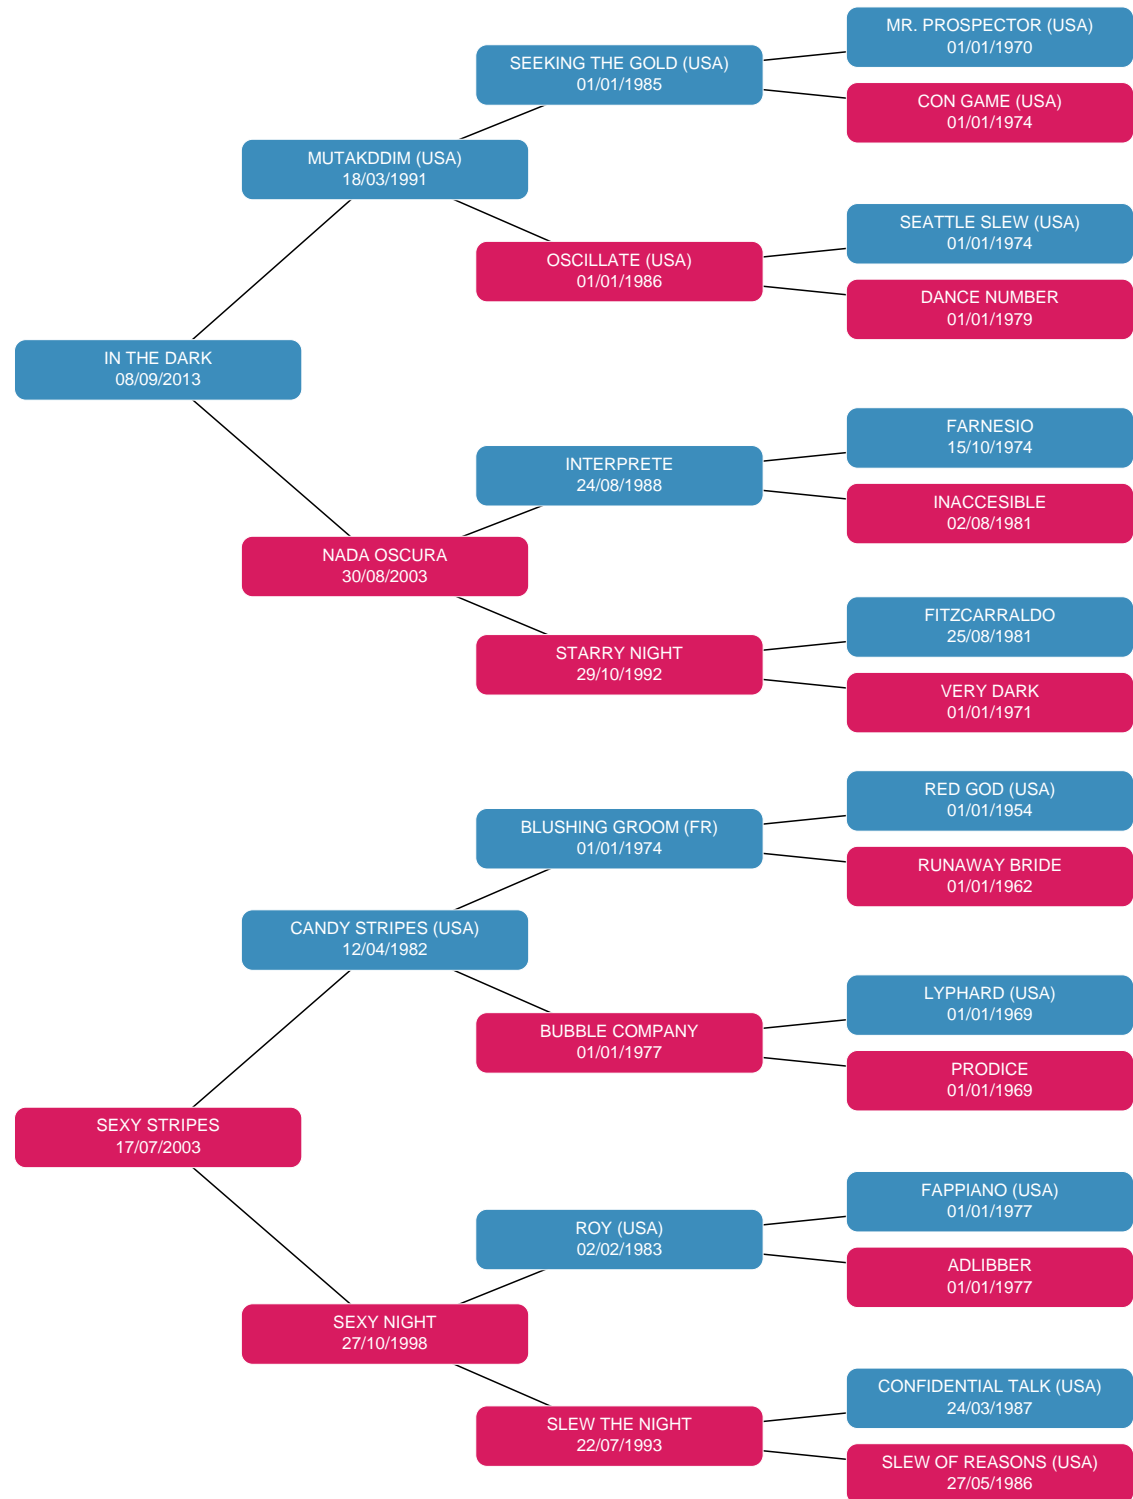 MR. PROSPECTOR (USA)
01/01/1970
SEEKING THE GOLD (USA)
01/01/1985
CON GAME (USA)
01/01/1974
MUTAKDDIM (USA)
18/03/1991
SEATTLE SLEW (USA)
01/01/1974
OSCILLATE (USA)
01/01/1986
DANCE NUMBER
01/01/1979
IN THE DARK
08/09/2013
FARNESIO
15/10/1974
INTERPRETE
24/08/1988
INACCESIBLE
02/08/1981
NADA OSCURA
30/08/2003
FITZCARRALDO
25/08/1981
STARRY NIGHT
29/10/1992
VERY DARK
01/01/1971
RED GOD (USA)
01/01/1954
BLUSHING GROOM (FR)
01/01/1974
RUNAWAY BRIDE
01/01/1962
CANDY STRIPES (USA)
12/04/1982
LYPHARD (USA)
01/01/1969
BUBBLE COMPANY
01/01/1977
PRODICE
01/01/1969
SEXY STRIPES
17/07/2003
FAPPIANO (USA)
01/01/1977
ROY (USA)
02/02/1983
ADLIBBER
01/01/1977
SEXY NIGHT
27/10/1998
CONFIDENTIAL TALK (USA)
24/03/1987
SLEW THE NIGHT
22/07/1993
SLEW OF REASONS (USA)
27/05/1986